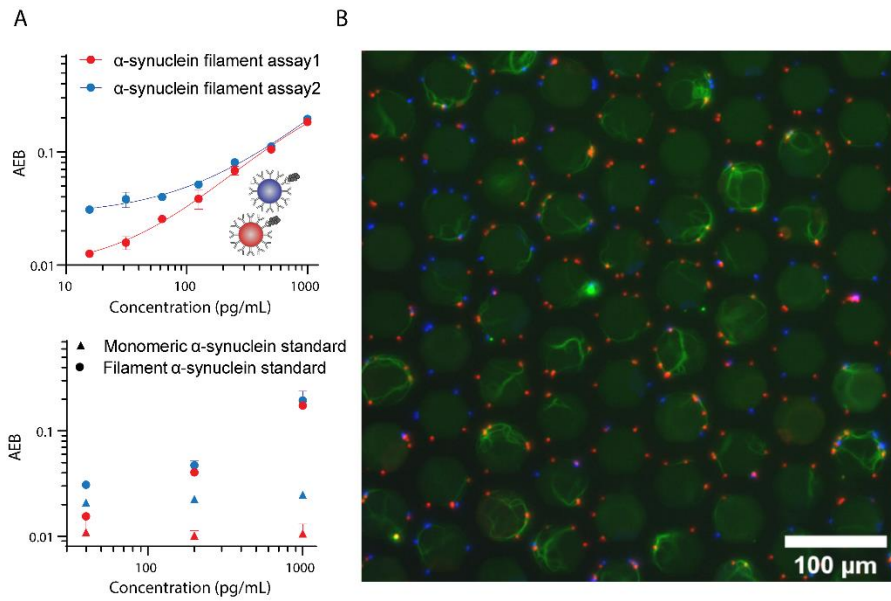 A
α-synuclein filament assay1
α-synuclein filament assay2
AEB
0.1
0.01
10
100
1000
Concentration (pg/mL)
Monomeric α-synuclein standard
Filament α-synuclein standard
AEB
0.1
0.01
100
1000
Concentration (pg/mL)
B
100 µm